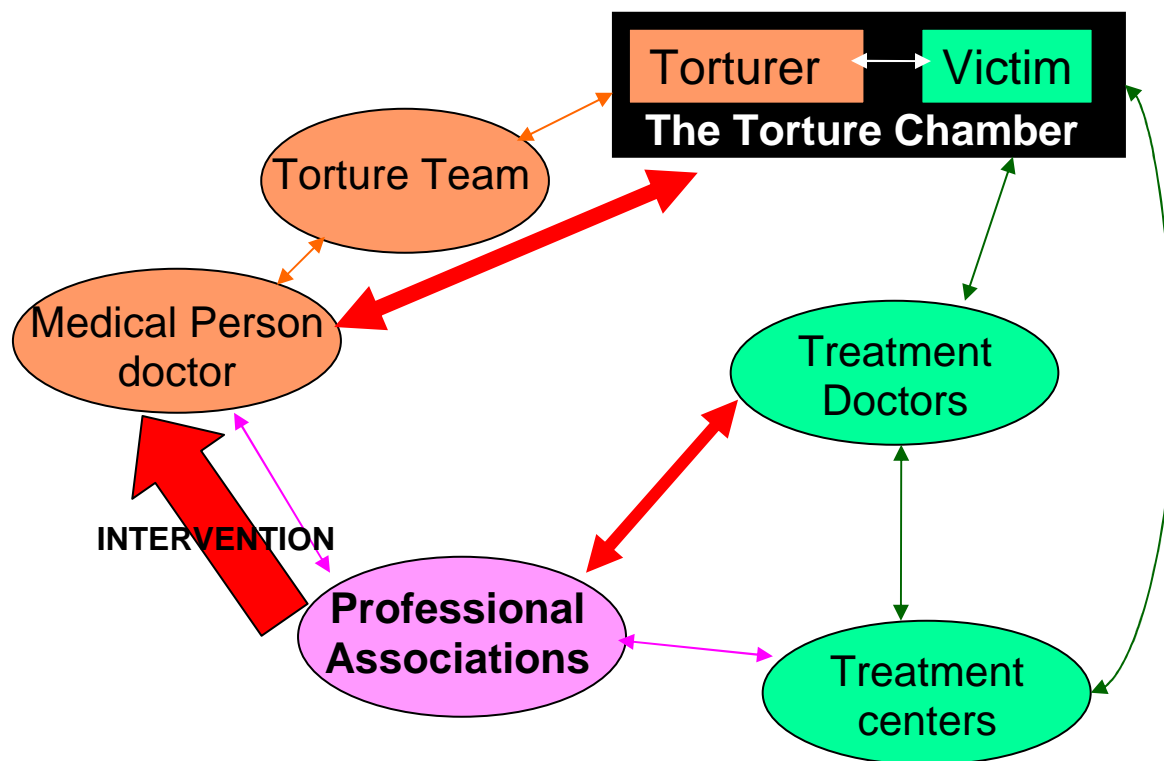 Torturer
Victim
The Torture Chamber
Torture Team
Medical Person
doctor
Treatment
Doctors
INTERVENTION
Professional
Associations
Treatment
centers